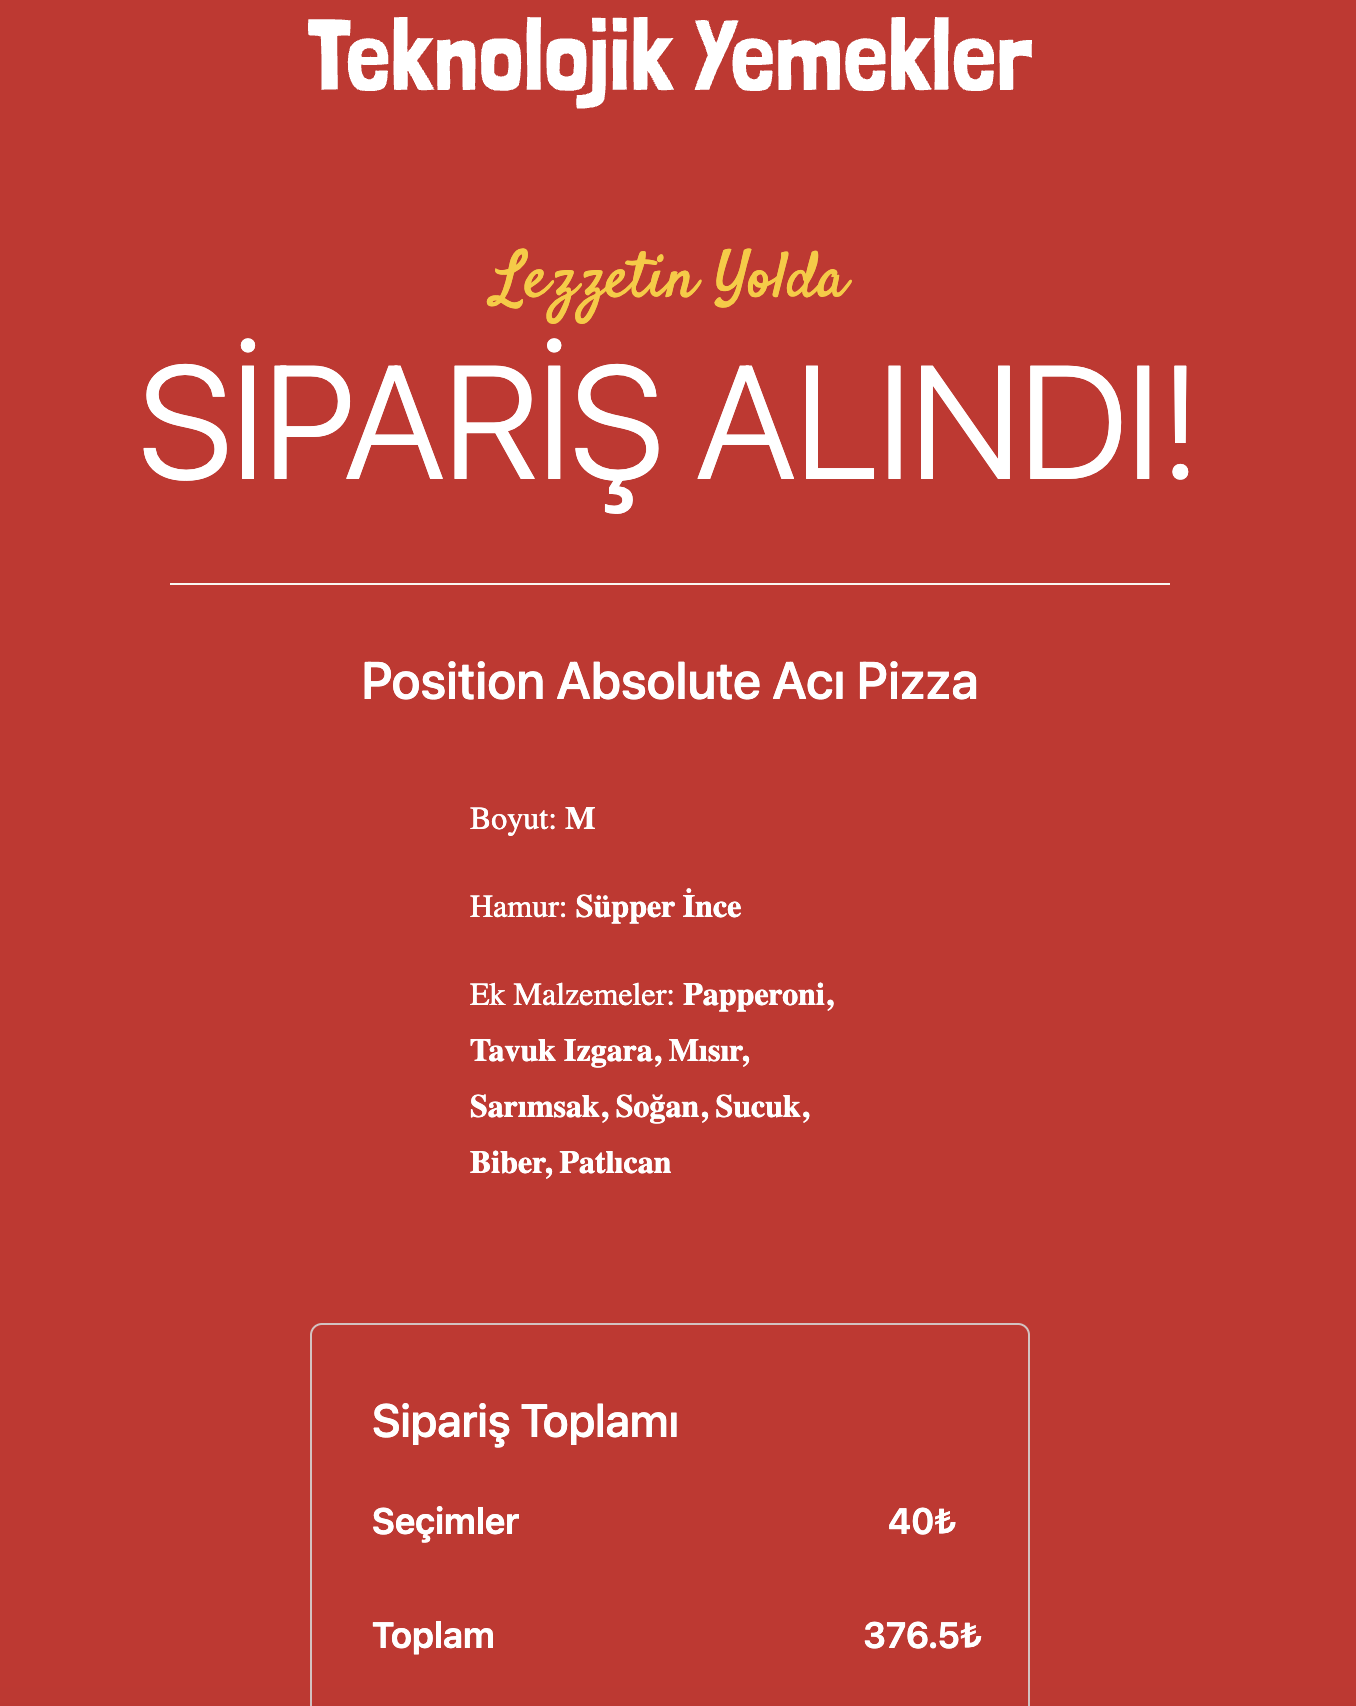 Teknolojik Yemekler
Lezzetin Yolda
SİPARİŞ ALINDI!
Position Absolute Acı Pizza
Boyut: M
Hamur: Süpper İnce
Ek Malzemeler: Papperoni,
Tavuk Izgara, Mısır,
Sarımsak, Soğan, Sucuk,
Biber, Patlıcan
Sipariş Toplamı
Seçimler 40₺
Toplam 376.5₺